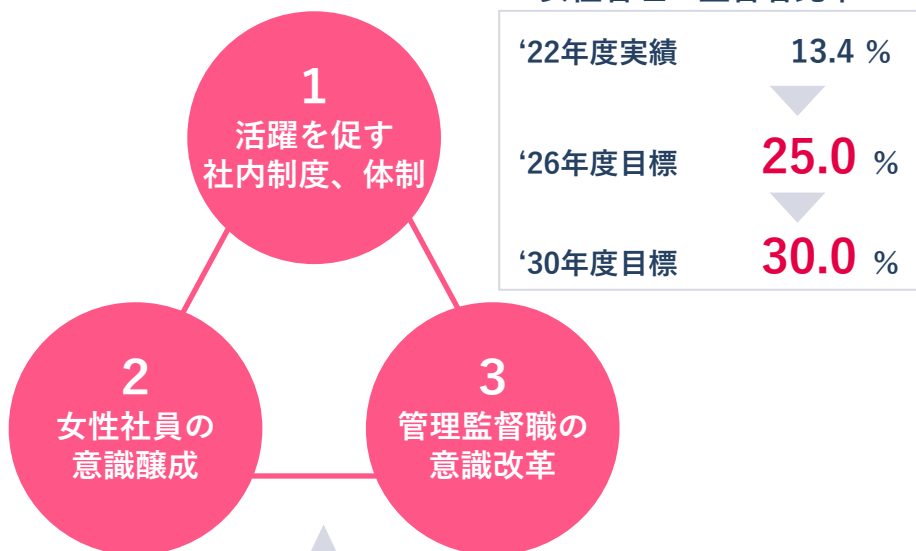 ‘22年度実績 13.4 %
‘26年度目標 25.0 %
‘30年度目標 30.0 %
1
活躍を促す
社内制度、体制
2
女性社員の
意識醸成
3
管理監督職の
意識改革